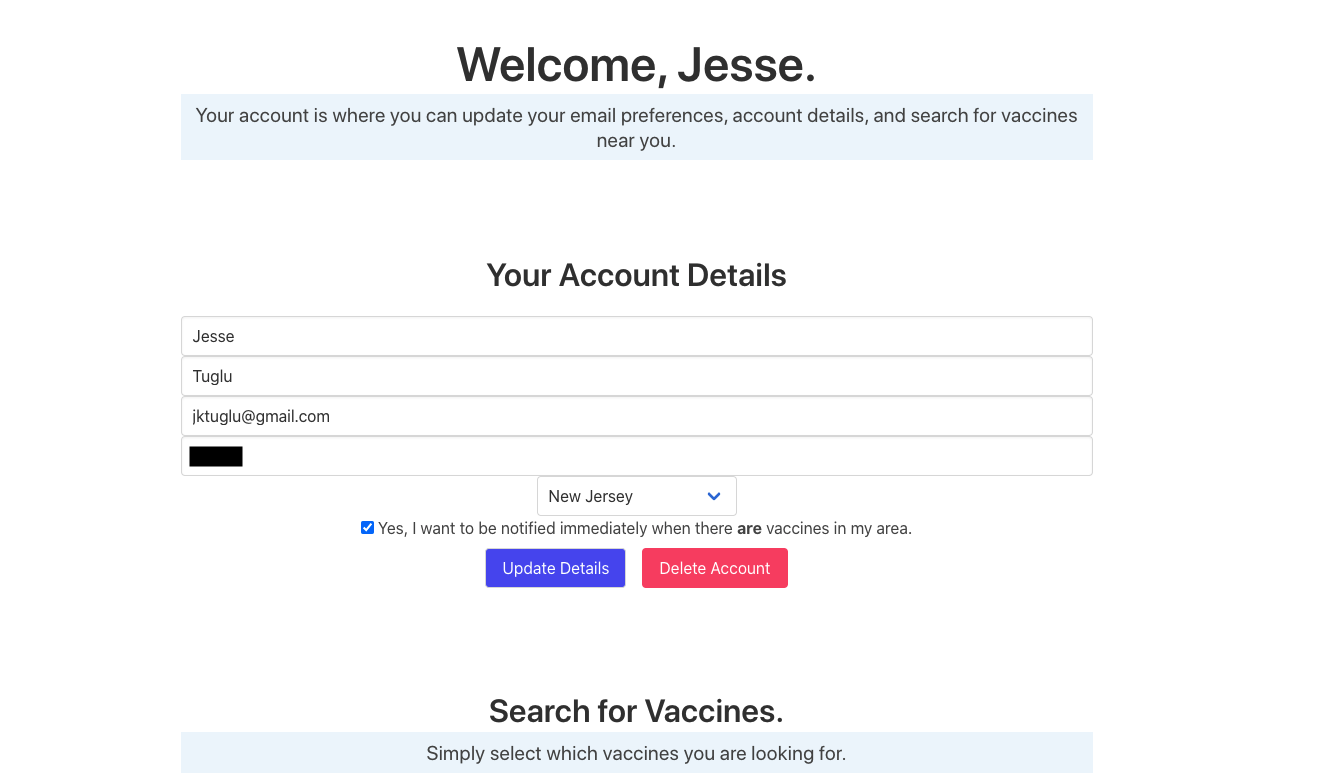 Welcome, Jesse.
Your account is where you can update your email preferences, account details, and search for vaccines
near you.
Your Account Details
Jesse
Tuglu
jktuglu@gmail.com
New Jersey
Yes, I want to be notified immediately when there are vaccines in my area.
Update Details
Delete Account
Search for Vaccines.
Simply select which vaccines you are looking for.